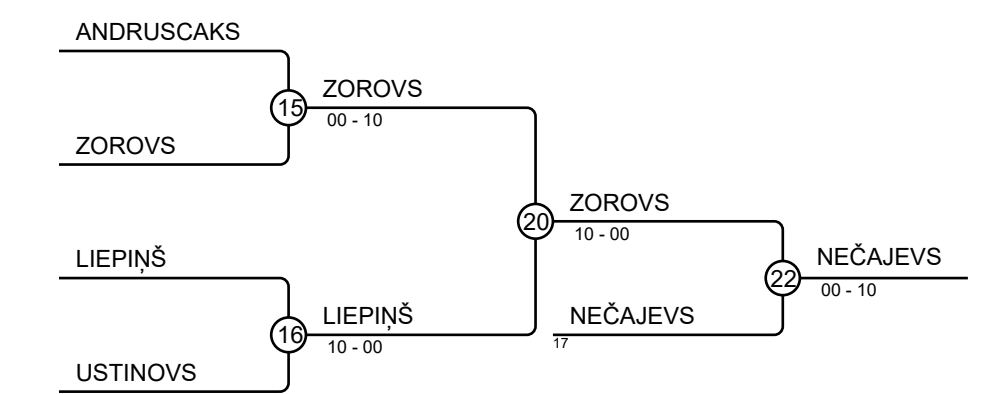 ANDRUSCAKS
15
ZOROVS
00 - 10
ZOROVS
20
ZOROVS
10 - 00
LIEPIŅŠ
16
LIEPIŅŠ
10 - 00
USTINOVS
NEČAJEVS
17
22
NEČAJEVS
00 - 10